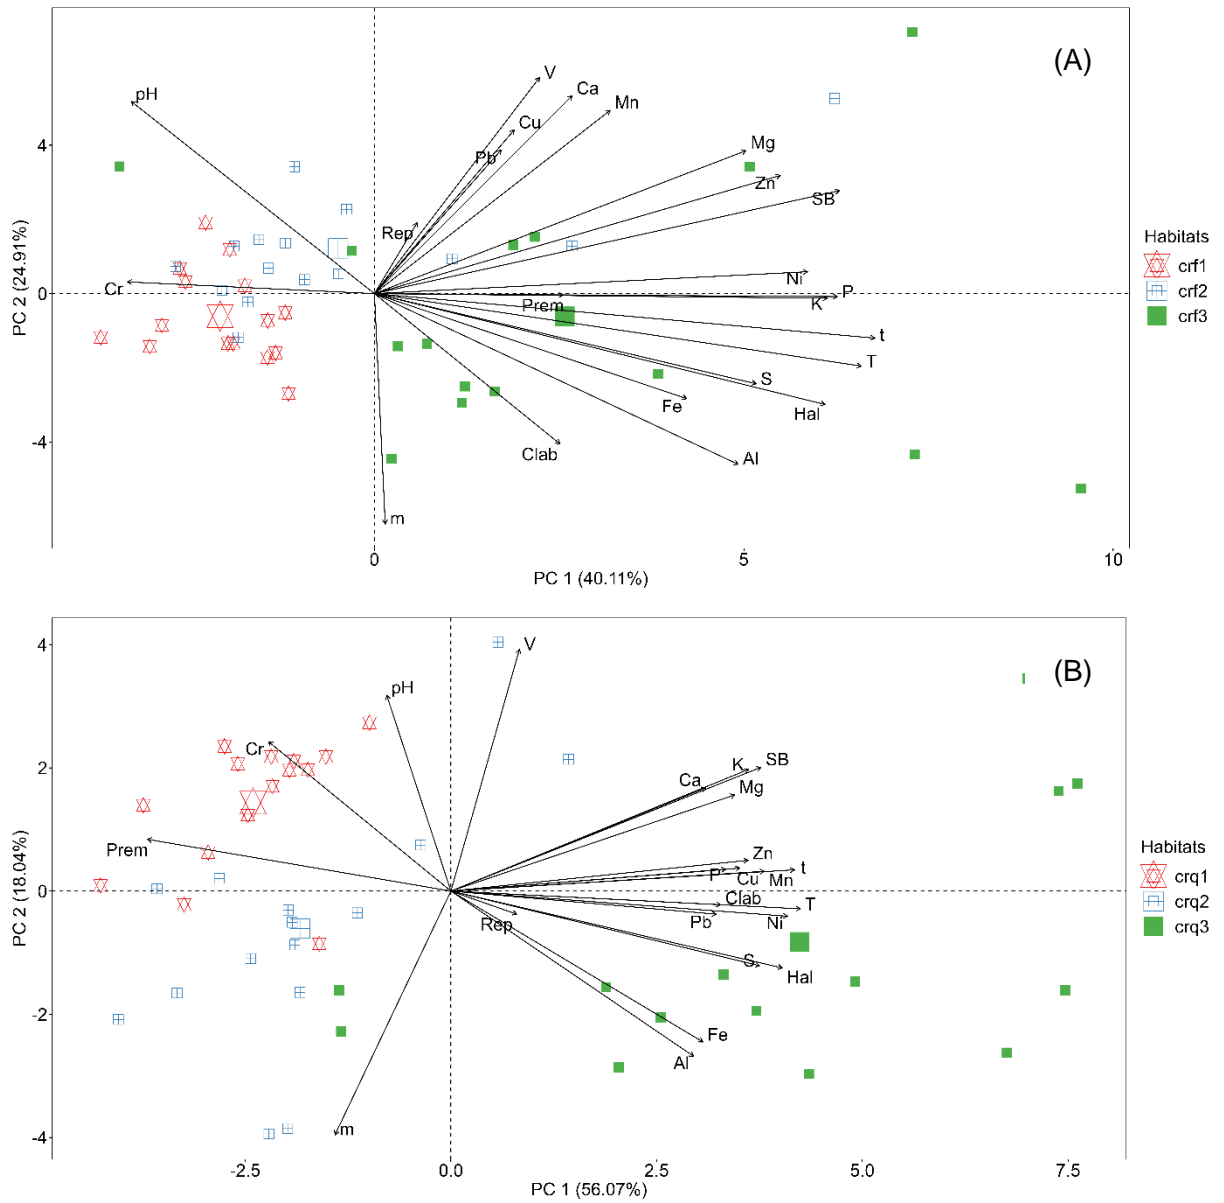 (A)
V
Ca
pH
Mn
Cu
4
Mg
Pb
Zn
SB
Rep
Habitats
crf1
Ni
Cr
P
0
Prem
K
crf2
crf3
t
T
S
Hal
Fe
-4
Clab
Al
m
PC 2 (24.91%)
0
5
10
PC 1 (40.11%)
4
V
(B)
pH
Cr
K
SB
2
Ca
Mg
Habitats
Prem
Zn
crq1
P
t
Cu
Mn
0
Clab
T
crq2
Rep
Pb
Ni
crq3
S
Hal
-2
Fe
Al
m
-4
PC 2 (18.04%)
-2.5
0.0
2.5
5.0
7.5
PC 1 (56.07%)